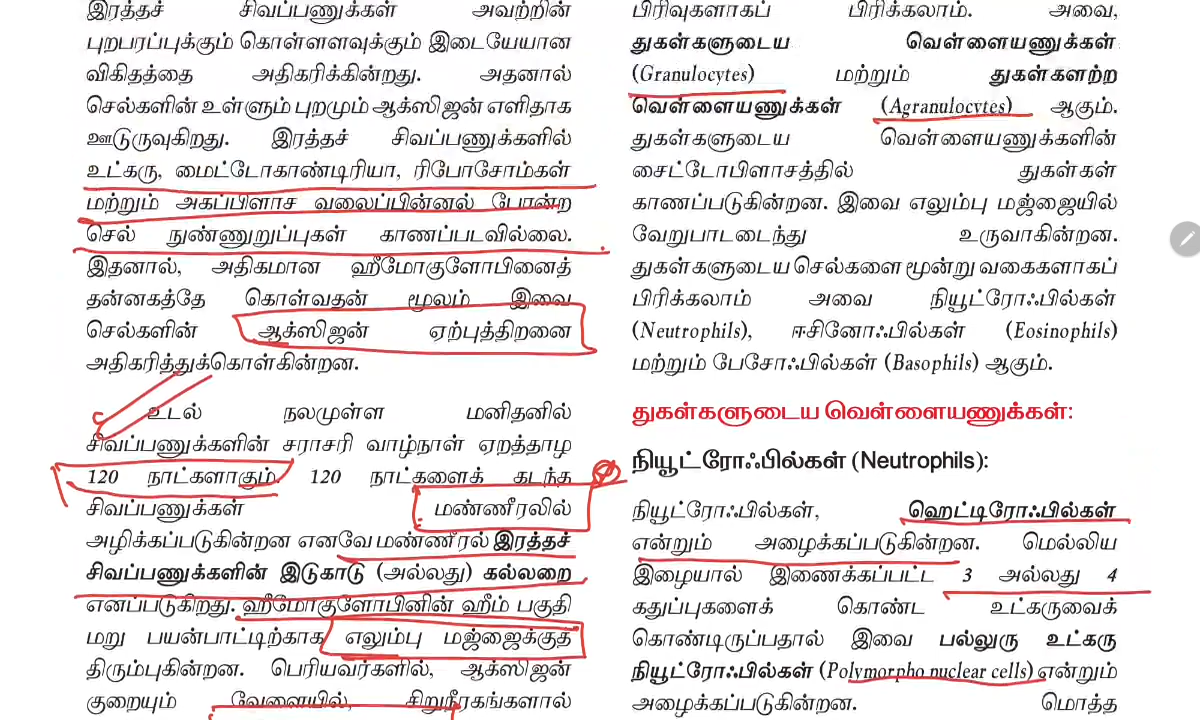 இரத்தச் சிவப்பணுக்கள் அவற்றின்
புறபரப்புக்கும் கொள்ளளவுக்கும் இடையேயான
விகிதத்தை அதிகரிக்கின்றது. அதனால்
செல்களின் உள்ளும் புறமும் ஆக்ஸிஜன் எளிதாக
ஊடுருவுகிறது. இரத்தச் சிவப்பணுக்களில்
உட்கரு, மைட்டோகாண்டிரியா, ரிபோசோம்கள்
மற்றும் அகப்பிளாச வலைப்பின்னல் போன்ற
செல் நுண்ணுறுப்புகள் காணப்படவில்லை.
இதனால், அதிகமான ஹீமோகுளோபினைத்
தன்னகத்தே கொள்வதன் மூலம் இவை
செல்களின் ஆக்ஸிஜன் ஏற்புத்திறனை
அதிகரித்துக்கொள்கின்றன.
உடல் நலமுள்ள மனிதனில்
சிவப்பணுக்களின் சராசரி வாழ்நாள் ஏறத்தாழ
120 நாட்களாகும். 120 நாட்களைக் கடந்த
சிவப்பணுக்கள் மண்ணீரலில்
அழிக்கப்படுகின்றன எனவே மண்ணீரல் இரத்தச்
சிவப்பணுக்களின் இடுகாடு (அல்லது) கல்லறை
எனப்படுகிறது. ஹீமோகுளோபினின் ஹீம் பகுதி
மறு பயன்பாட்டிற்காக எலும்பு மஜ்ஜைக்குத்
திரும்புகின்றன. பெரியவர்களில், ஆக்ஸிஜன்
குறையும் வேளையில், சிறுநீரகங்களால்
பிரிவுகளாகப் பிரிக்கலாம். அவை,
துகள்களுடைய வெள்ளையணுக்கள்
(Granulocytes) மற்றும் துகள்களற்ற
வெள்ளையணுக்கள் (Agranulocytes) ஆகும்.
துகள்களுடைய வெள்ளையணுக்களின்
சைட்டோபிளாசத்தில் துகள்கள்
காணப்படுகின்றன. இவை எலும்பு மஜ்ஜையில்
வேறுபாடடைந்து உருவாகின்றன.
துகள்களுடைய செல்களை மூன்று வகைகளாகப்
பிரிக்கலாம் அவை நியூட்ரோஃபில்கள்
(Neutrophils), ஈசினோஃபில்கள் (Eosinophils)
மற்றும் பேசோஃபில்கள் (Basophils) ஆகும்.
துகள்களுடைய வெள்ளையணுக்கள்:
நியூட்ரோஃபில்கள் (Neutrophils):
நியூட்ரோஃபில்கள், ஹெட்டிரோஃபில்கள்
என்றும் அழைக்கப்படுகின்றன. மெல்லிய
இழையால் இணைக்கப்பட்ட 3 அல்லது 4
கதுப்புகளைக் கொண்ட உட்கருவைக்
கொண்டிருப்பதால் இவை பல்லுரு உட்கரு
நியூட்ரோஃபில்கள் (Polymorpho nuclear cells) என்றும்
அழைக்கப்படுகின்றன. மொத்த